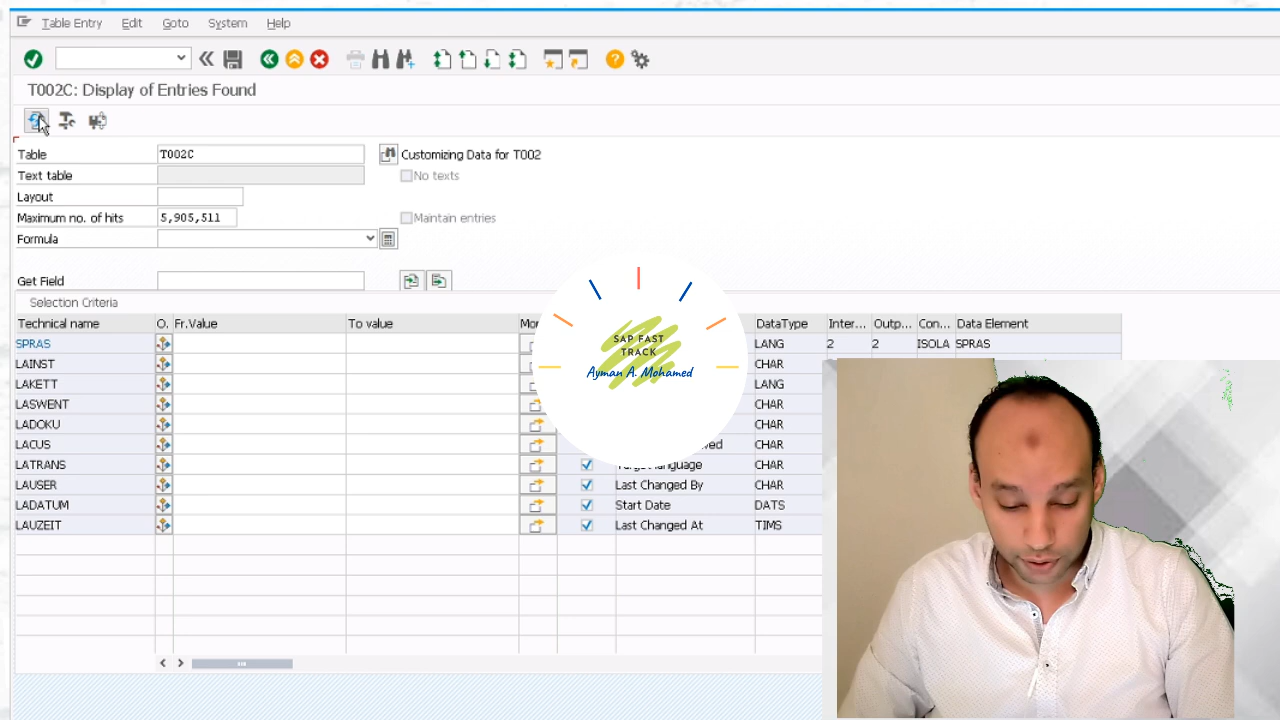 Table Entry Edit Goto System Help
T002C: Display of Entries Found
Table T002C Customizing Data for T002
Text table No texts
Layout
Maximum no. of hits 5,905,511 Maintain entries
Formula
Get Field
Selection Criteria
Technical name O. Fr.Value To value DataType Inter... Outp... Con... Data Element
SPRAS LANG 2 2 ISOLA SPRAS
LAINST CHAR
LAKETT LANG
LASWENT CHAR
LADOKU CHAR
LACUS CHAR
LATRANS Target language CHAR
LAUSER Last Changed By CHAR
LADATUM Start Date DATS
LAUZEIT Last Changed At TIMS
SAP FAST
TRACK
Ayman A. Mohamed